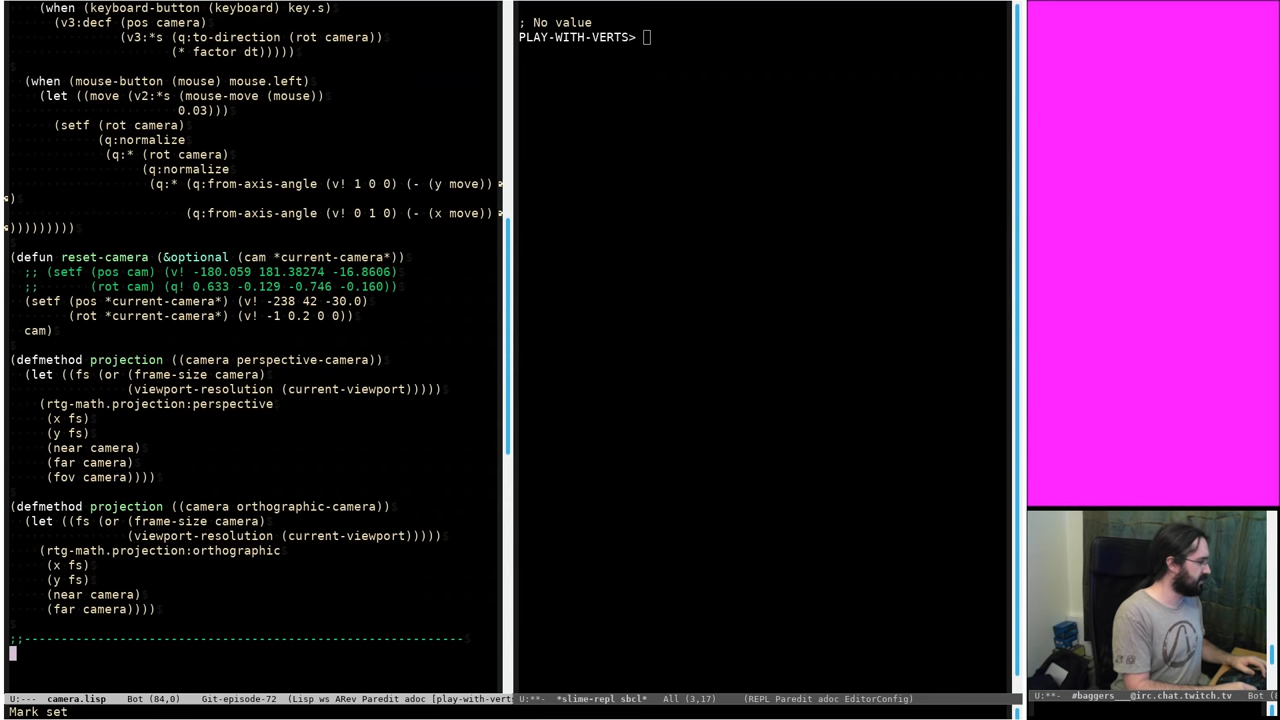 (when (keyboard-button (keyboard) key.s)
(v3:decf (pos camera)
(v3:*s (q:to-direction (rot camera))
(* factor dt)))))
(when (mouse-button (mouse) mouse.left)
(let ((move (v2:*s (mouse-move (mouse))
0.03)))
(setf (rot camera)
(q:normalize
(q:* (rot camera)
(q:normalize
(q:* (q:from-axis-angle (v! 1 0 0) (- (y move))
)
(q:from-axis-angle (v! 0 1 0) (- (x move))
)))))))))
(defun reset-camera (&optional (cam *current-camera*))
;; (setf (pos cam) (v! -180.059 181.38274 -16.8606)
;;       (rot cam) (q! 0.633 -0.129 -0.746 -0.160))
(setf (pos *current-camera*) (v! -238 42 -30.0)
(rot *current-camera*) (v! -1 0.2 0 0))
cam)
(defmethod projection ((camera perspective-camera))
(let ((fs (or (frame-size camera)
(viewport-resolution (current-viewport)))))
(rtg-math.projection:perspective
(x fs)
(y fs)
(near camera)
(far camera)
(fov camera))))
(defmethod projection ((camera orthographic-camera))
(let ((fs (or (frame-size camera)
(viewport-resolution (current-viewport)))))
(rtg-math.projection:orthographic
(x fs)
(y fs)
(near camera)
(far camera))))
;;------------------------------------------------------------
U:---  camera.lisp    Bot (84,0)    Git-episode-72  (Lisp ws ARev Paredit adoc [play-with-vert
Mark set
; No value
PLAY-WITH-VERTS>
U:**-  *slime-repl sbcl*   All (3,17)    (REPL Paredit adoc EditorConfig)
U:**-  #baggers___@irc.chat.twitch.tv   Bot (